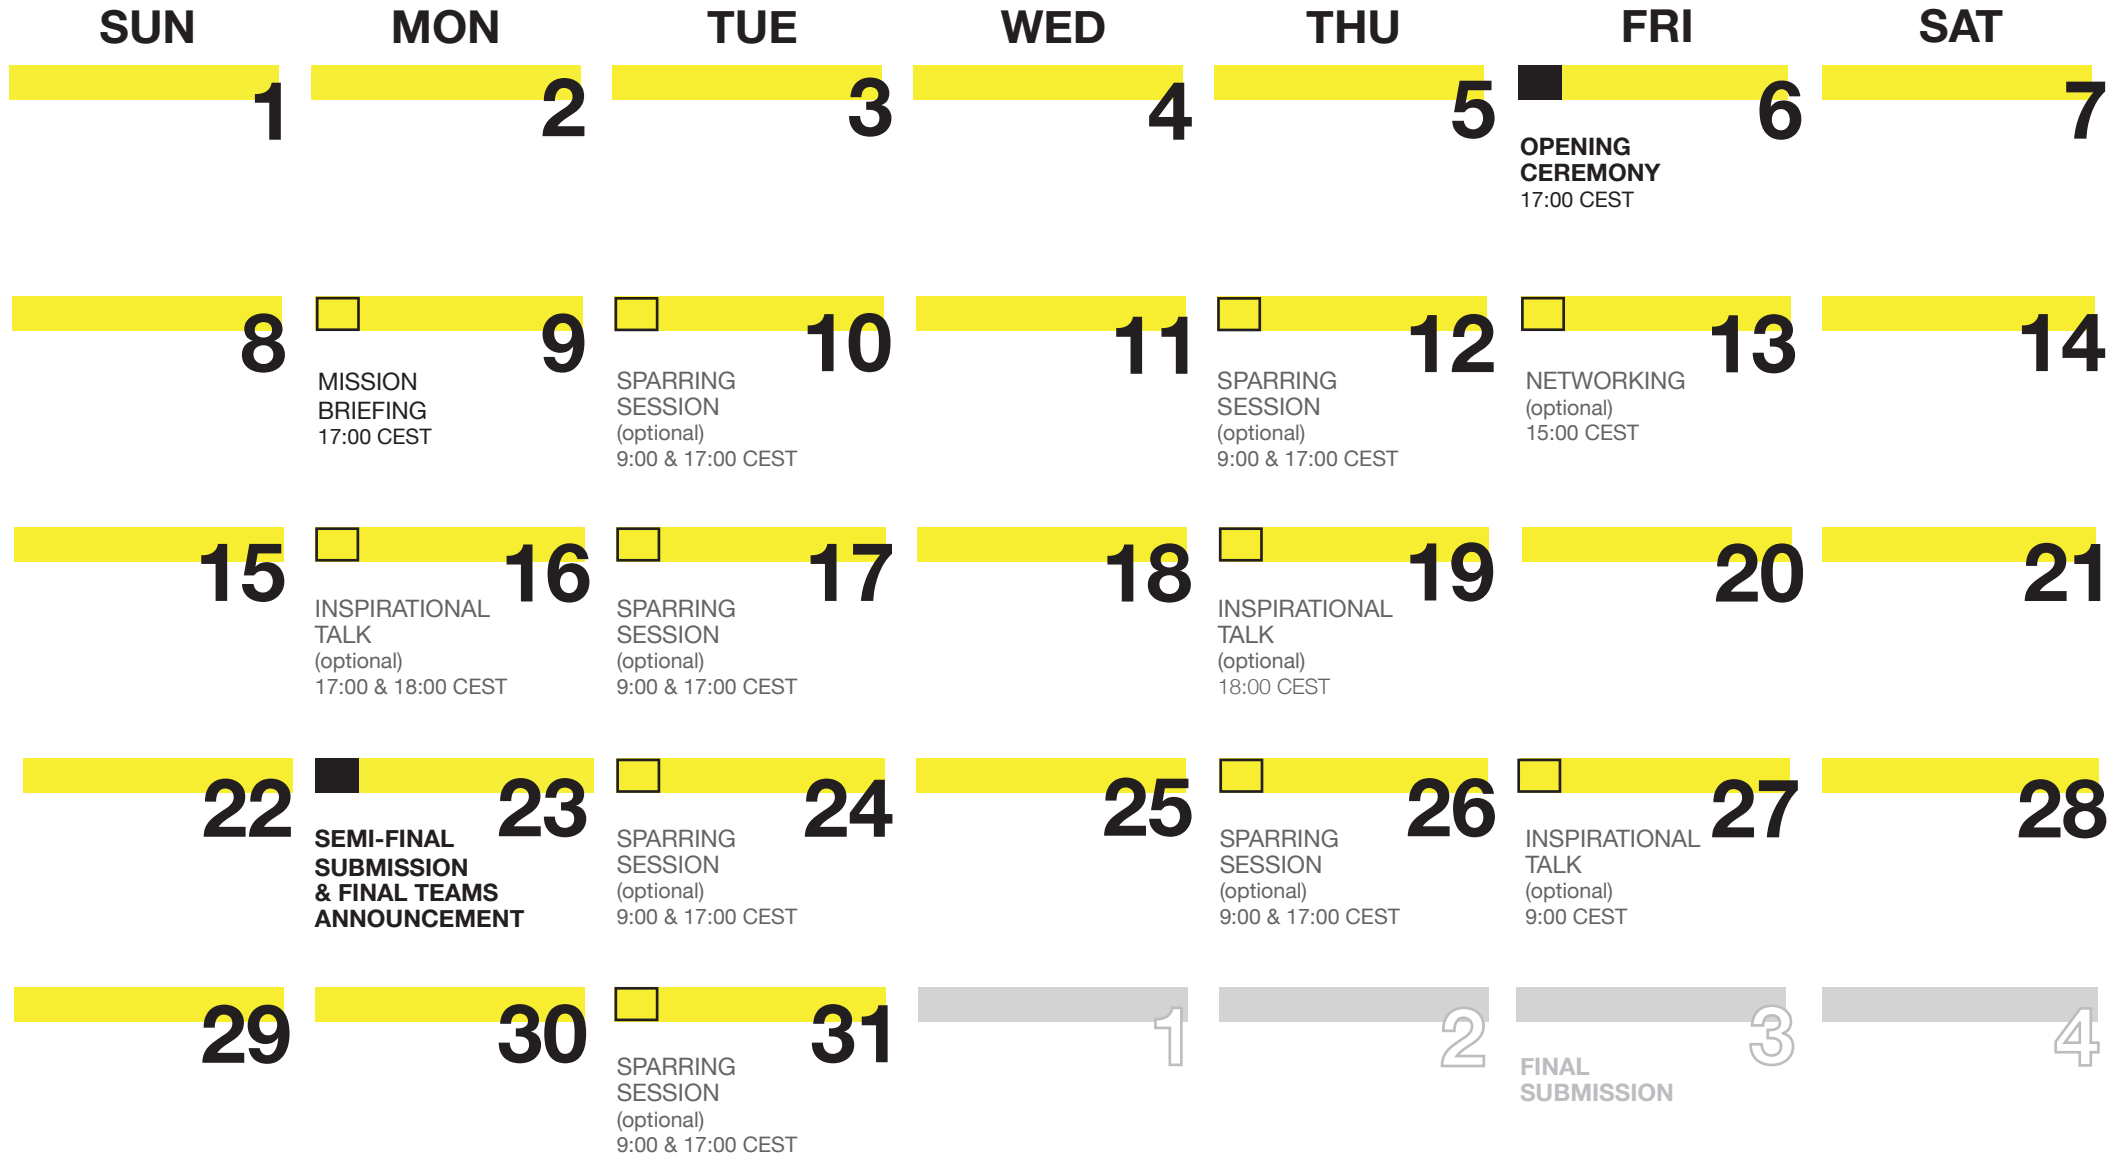 SUN MON TUE WED THU FRI SAT
1 2 3 4 5 6 7
OPENING
CEREMONY
17:00 CEST
8 9 10 11 12 13 14
MISSION
BRIEFING
17:00 CEST
SPARRING
SESSION
(optional)
9:00 & 17:00 CEST
SPARRING
SESSION
(optional)
9:00 & 17:00 CEST
NETWORKING
(optional)
15:00 CEST
15 16 17 18 19 20 21
INSPIRATIONAL
TALK
(optional)
17:00 & 18:00 CEST
SPARRING
SESSION
(optional)
9:00 & 17:00 CEST
INSPIRATIONAL
TALK
(optional)
18:00 CEST
22 23 24 25 26 27 28
SEMI-FINAL
SUBMISSION
& FINAL TEAMS
ANNOUNCEMENT
SPARRING
SESSION
(optional)
9:00 & 17:00 CEST
SPARRING
SESSION
(optional)
9:00 & 17:00 CEST
INSPIRATIONAL
TALK
(optional)
9:00 CEST
29 30 31 1 2 3 4
SPARRING
SESSION
(optional)
9:00 & 17:00 CEST
FINAL
SUBMISSION